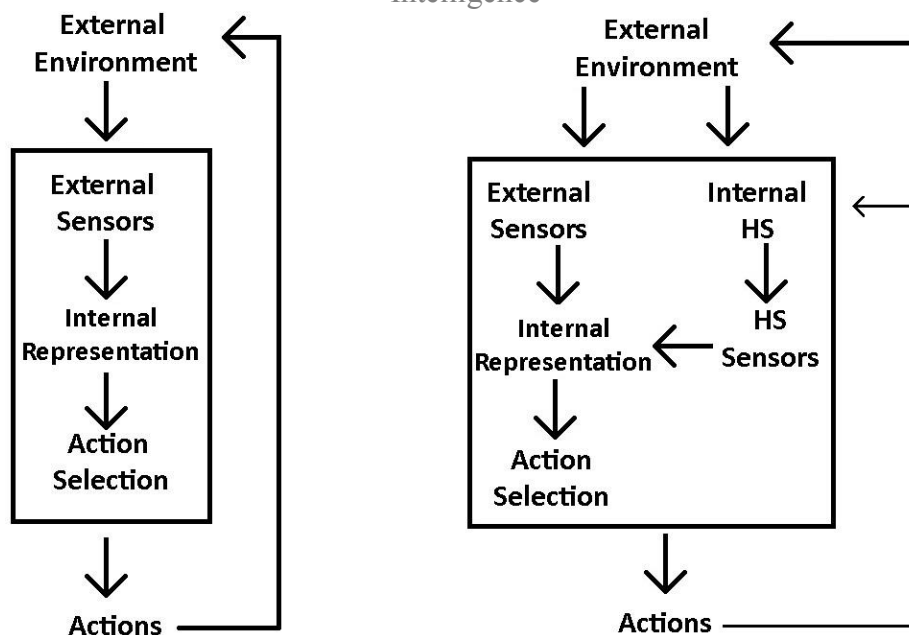 Intelligence
External
Environment
External
Sensors
Internal
Representation
Action
Selection
Actions
External
Environment
External
Sensors
Internal
HS
HS
Sensors
Internal
Representation
Action
Selection
Actions